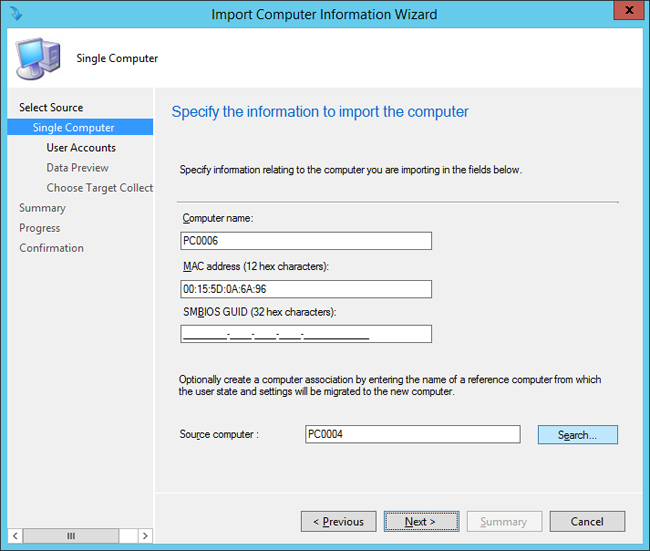 Import Computer Information Wizard
x
Single Computer
Select Source
Single Computer
User Accounts
Data Preview
Choose Target Collect
Summary
Progress
Confirmation
Specify the information to import the computer
Specify information relating to the computer you are importing in the fields below.
Computer name:
PC0006
MAC address (12 hex characters):
00:15:5D:0A:6A:96
SMBIOS GUID (32 hex characters):
________-____-____-____-____________
Optionally create a computer association by entering the name of a reference computer from which
the user state and settings will be migrated to the new computer.
Source computer :
PC0004
Search...
< Previous
Next >
Summary
Cancel